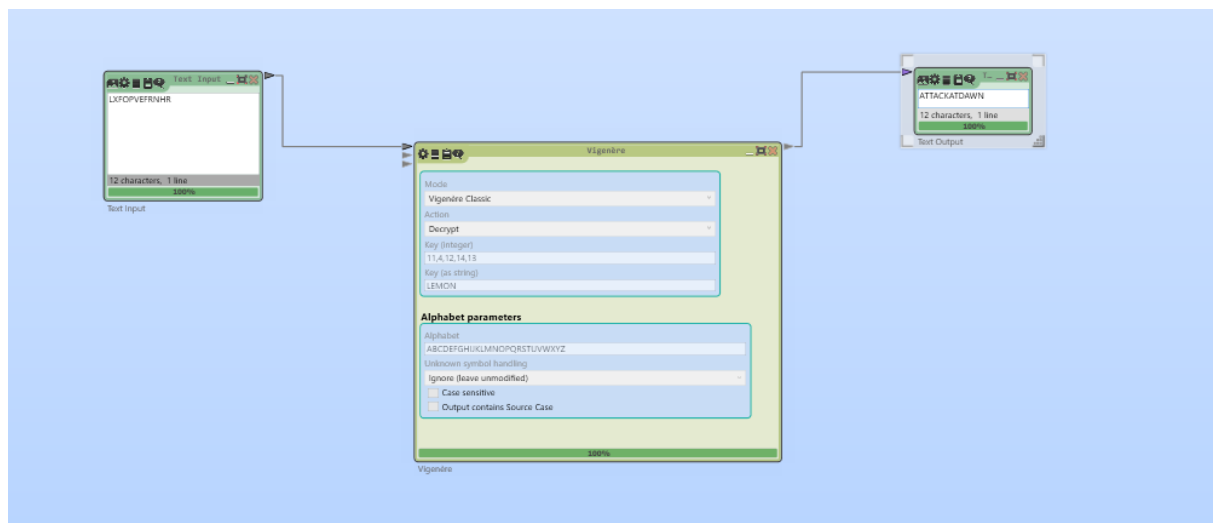 Text Input
LXFOPVEFRNHR
12 characters, 1 line
100%
Text Input
Vigenère
Mode
Vigenère Classic
Action
Decrypt
Key (integer)
11,4,12,14,13
Key (as string)
LEMON
Alphabet parameters
Alphabet
ABCDEFGHIJKLMNOPQRSTUVWXYZ
Unknown symbol handling
Ignore (leave unmodified)
Case sensitive
Output contains Source Case
100%
Vigenère
T...
ATTACKATDAWN
12 characters, 1 line
100%
Text Output